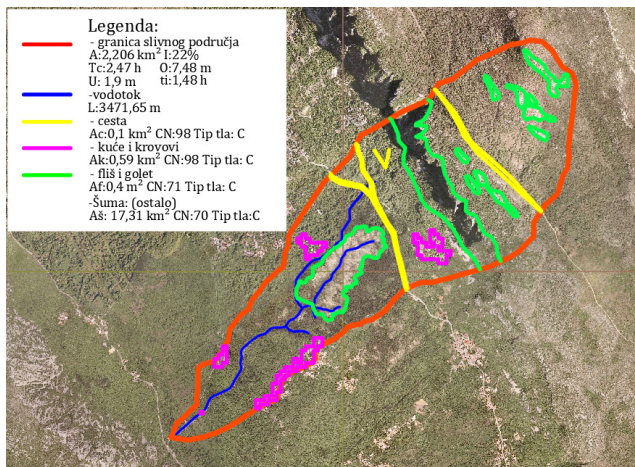 Legenda:
- granica slivnog područja
A:2,206 km² I:22%
Tc:2,47 h O:7,48 m
U: 1,9 m ti:1,48 h
-vodotok
L:3471,65 m
- cesta
Ac:0,1 km² CN:98 Tip tla: C
- kuće i krovovi
Ak:0,59 km² CN:98 Tip tla: C
- fliš i golet
Af:0,4 m² CN:71 Tip tla: C
-Šuma: (ostalo)
Aš: 17,31 km² CN:70 Tip tla:C